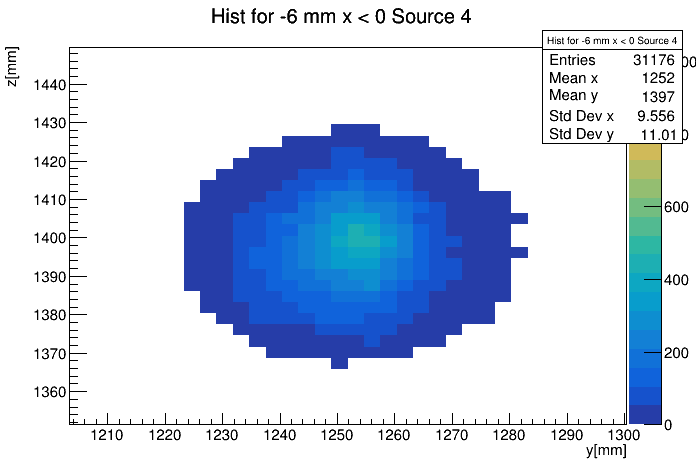 Hist for -6 mm x < 0 Source 4
Hist for -6 mm x < 0 Source 4
Entries 31176
Mean x 1252
Mean y 1397
Std Dev x 9.556
Std Dev y 11.01
z[mm]
1440
1430
1420
1410
1400
1390
1380
1370
1360
1210 1220 1230 1240 1250 1260 1270 1280 1290 1300
y[mm]
600
400
200
0